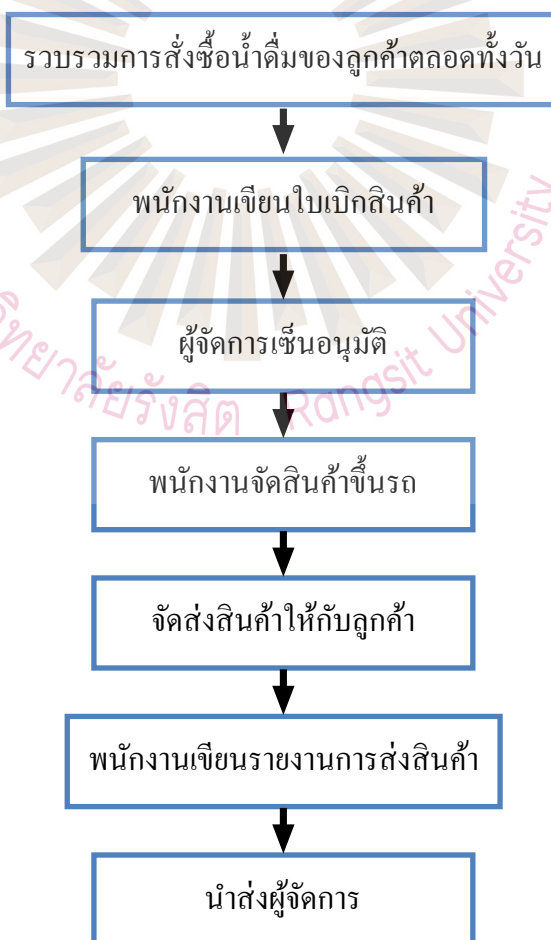 รวบรวมการสั่งซื้อน้ำดื่มของลูกค้าตลอดทั้งวัน
พนักงานเขียนใบเบิกสินค้า
ผู้จัดการเซ็นอนุมัติ
พนักงานจัดสินค้าขึ้นรถ
จัดส่งสินค้าให้กับลูกค้า
พนักงานเขียนรายงานการส่งสินค้า
นำส่งผู้จัดการ
วิทยาลัยรังสิต Rangsit University